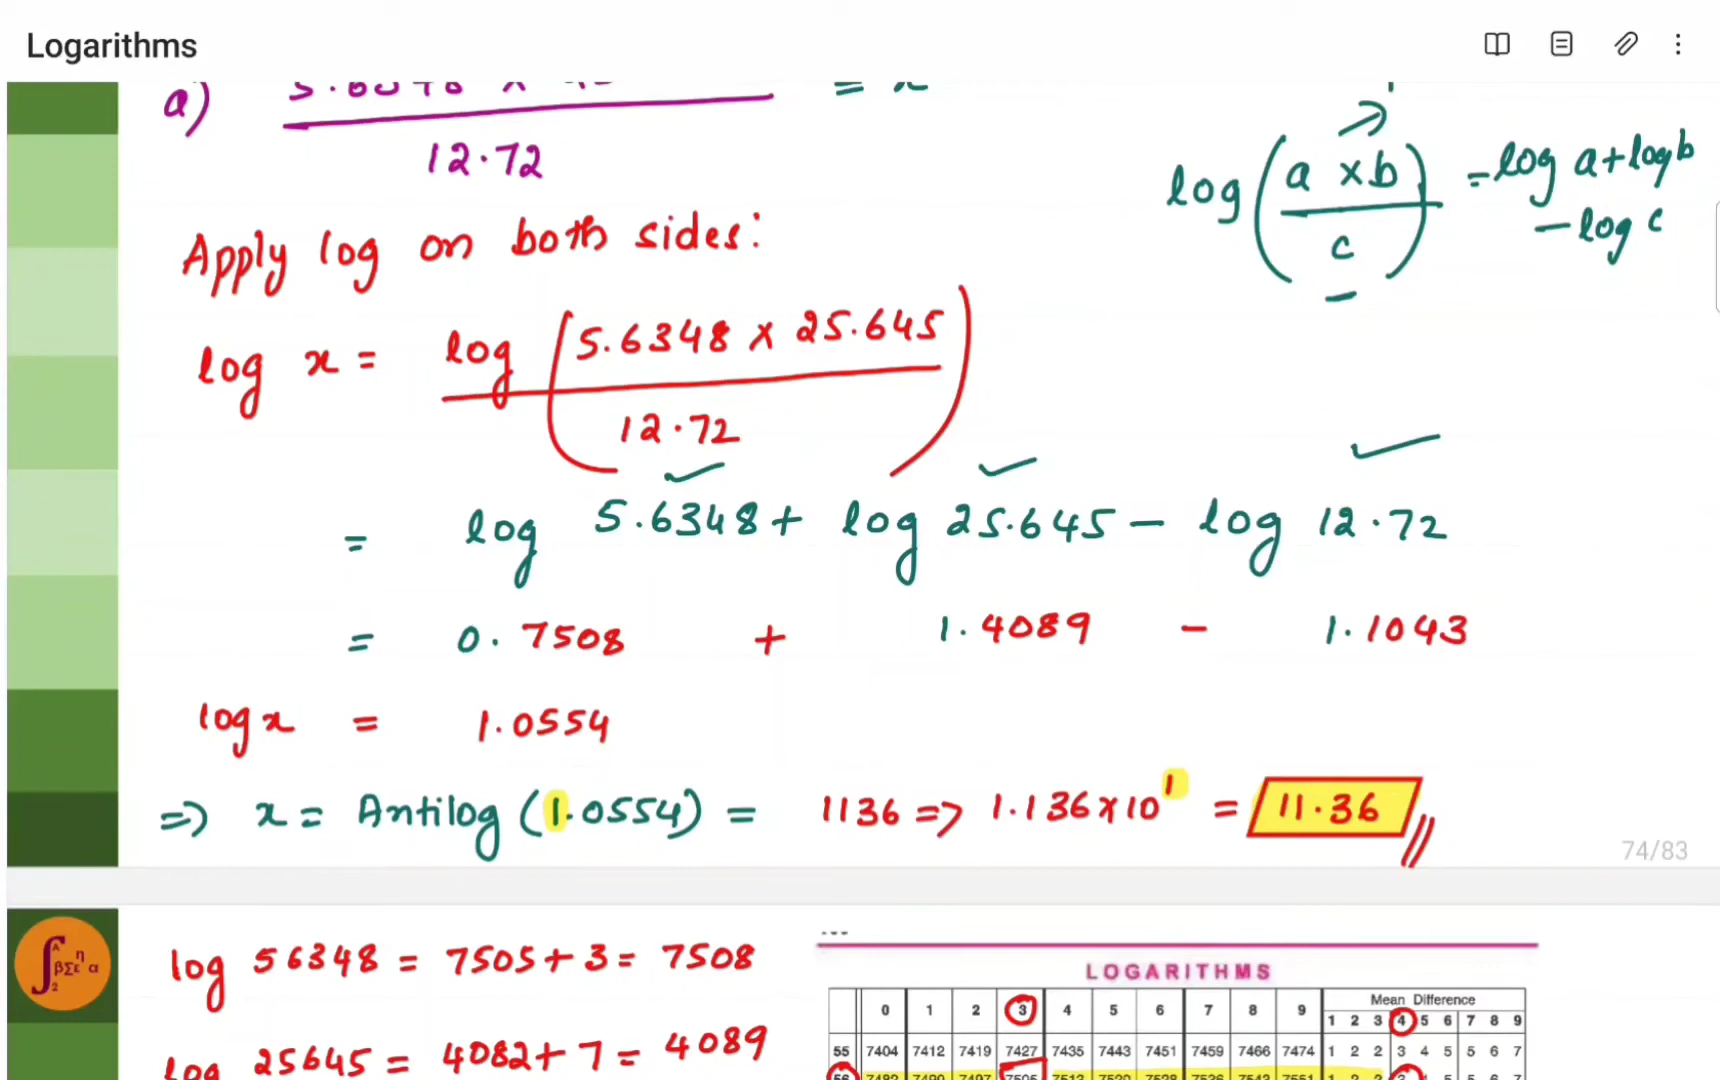 Logarithms
a)
12.72
log (a × b / c) = log a + log b
- log c
Apply log on both sides:
log x = log (5.6348 × 25.645 / 12.72)
= log 5.6348 + log 25.645 - log 12.72
= 0.7508 + 1.4089 - 1.1043
log x = 1.0554
=> x = Antilog (1.0554) = 1136 => 1.136×10¹ = 11.36
74/83
log 56348 = 7505 + 3 = 7508
log 25645 = 4082 + 7 = 4089
LOGARITHMS
Mean Difference
0 1 2 3 4 5 6 7 8 9 1 2 3 4 5 6 7 8 9
55 7404 7412 7419 7427 7435 7443 7451 7459 7466 7474 1 2 2 3 4 5 5 6 7